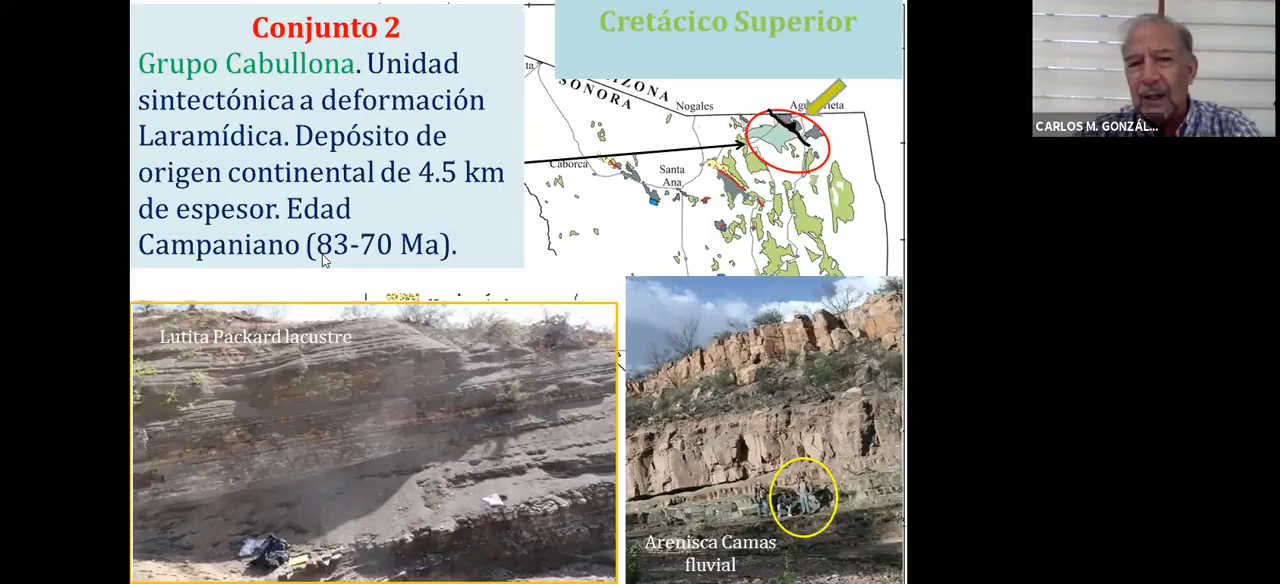 Conjunto 2
Grupo Cabullona. Unidad
sintectónica a deformación
Laramídica. Depósito de
origen continental de 4.5 km
de espesor. Edad
Campaniano (83-70 Ma).
Cretácico Superior
SONORA
Nogales
Caborca
Santa
Ana
CARLOS M. GONZÁL...
Lutita Packard lacustre
Arenisca Camas
fluvial